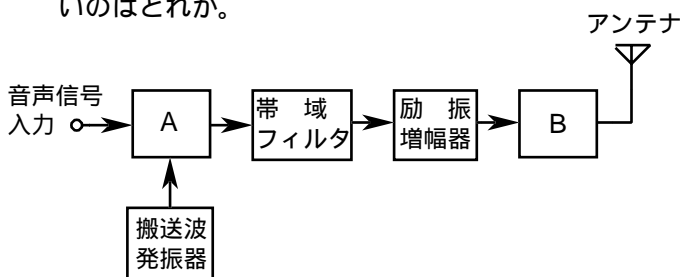 いのはどれか。
アンテナ
音声信号
入力
A
帯 域
フィルタ
励 振
増幅器
B
搬送波
発振器